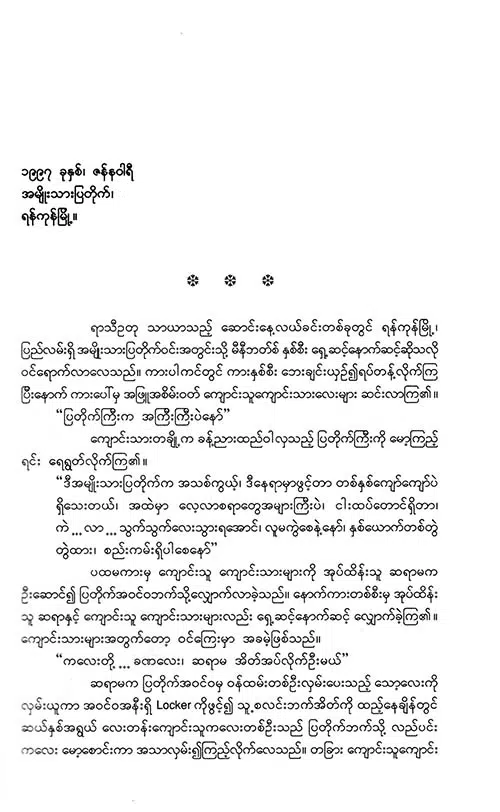 ၁၉၉၇ ခုနှစ်၊ ဇန်နဝါရီ
အမျိုးသားပြတိုက်၊
ရန်ကုန်မြို့။
ရာသီဥတု သာယာသည့် ဆောင်းနေ့လယ်ခင်းတစ်ခုတွင် ရန်ကုန်မြို့၊
ပြည်လမ်းရှိ အမျိုးသားပြတိုက်ဝင်းအတွင်းသို့ မီနီဘတ်စ် နှစ်စီး ရှေ့ဆင့်နောက်ဆင့်ဆိုသလို
ဝင်ရောက်လာလေသည်။ ကားပါကင်တွင် ကားနှစ်စီး ဘေးချင်းယှဉ်၍ရပ်တန့်လိုက်ကြ
ပြီးနောက် ကားပေါ်မှ အဖြူအစိမ်းဝတ် ကျောင်းသူကျောင်းသားလေးများ ဆင်းလာကြ၏။
“ပြတိုက်ကြီးက အကြီးကြီးပဲနော်”
ကျောင်းသားတချို့က ခန့်ညားထည်ဝါလှသည့် ပြတိုက်ကြီးကို မော့ကြည့်
ရင်း ရေရွတ်လိုက်ကြ၏။
“ဒီအမျိုးသားပြတိုက်က အသစ်ကွယ့်၊ ဒီနေရာမှာဖွင့်တာ တစ်နှစ်ကျော်ကျော်ပဲ
ရှိသေးတယ်၊ အထဲမှာ လေ့လာစရာတွေအများကြီးပဲ၊ ငါးထပ်တောင်ရှိတာ၊
ကဲ ... လာ ... သွက်သွက်လေးသွားရအောင်၊ လူမကွဲစေနဲ့နော်၊ နှစ်ယောက်တစ်တွဲ
တွဲထား၊ စည်းကမ်းရှိပါစေနော်”
ပထမကားမှ ကျောင်းသူ ကျောင်းသားများကို အုပ်ထိန်းသူ ဆရာမက
ဦးဆောင်၍ ပြတိုက်အဝင်ဝဘက်သို့လျှောက်လာခဲ့သည်။ နောက်ကားတစ်စီးမှ အုပ်ထိန်း
သူ ဆရာနှင့် ကျောင်းသူ ကျောင်းသားများလည်း ရှေ့ဆင့်နောက်ဆင့် လျှောက်ခဲ့ကြ၏။
ကျောင်းသားများအတွက်တော့ ဝင်ကြေးမှာ အခမဲ့ဖြစ်သည်။
“ကလေးတို့ ... ခဏလေး၊ ဆရာမ အိတ်အပ်လိုက်ဦးမယ်”
ဆရာမက ပြတိုက်အဝင်ဝမှ ဝန်ထမ်းတစ်ဦးလှမ်းပေးသည့် သော့လေးကို
လှမ်းယူကာ အဝင်ဝအနီးရှိ Locker ကိုဖွင့်၍ သူ့စလင်းဘက်အိတ်ကို ထည့်နေချိန်တွင်
ဆယ်နှစ်အရွယ် လေးတန်းကျောင်းသူကလေးတစ်ဦးသည် ပြတိုက်ဘက်သို့ လည်ပင်း
ကလေး မော့စောင်းကာ အသာလှမ်း၍ကြည့်လိုက်လေသည်။ တခြား ကျောင်းသူကျောင်း